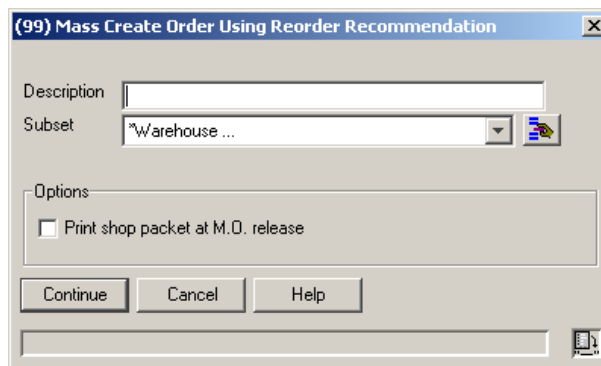 (99) Mass Create Order Using Reorder Recommendation
Description
Subset
*Warehouse ...
Options
Print shop packet at M.O. release
Continue
Cancel
Help